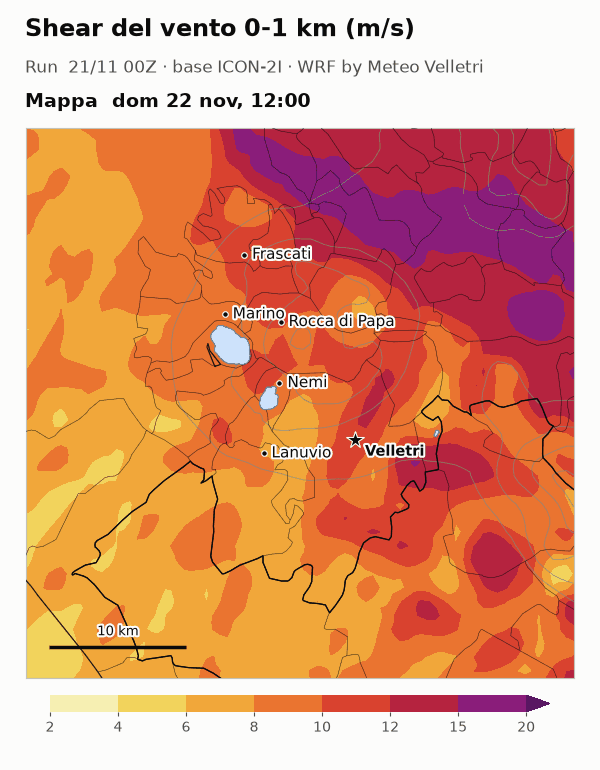 Shear del vento 0-1 km (m/s)
Run 21/11 00Z · base ICON-2I · WRF by Meteo Velletri
Mappa dom 22 nov, 12:00
Frascati
Marino
Rocca di Papa
Nemi
Velletri
Lanuvio
10 km
2 4 6 8 10 12 15 20